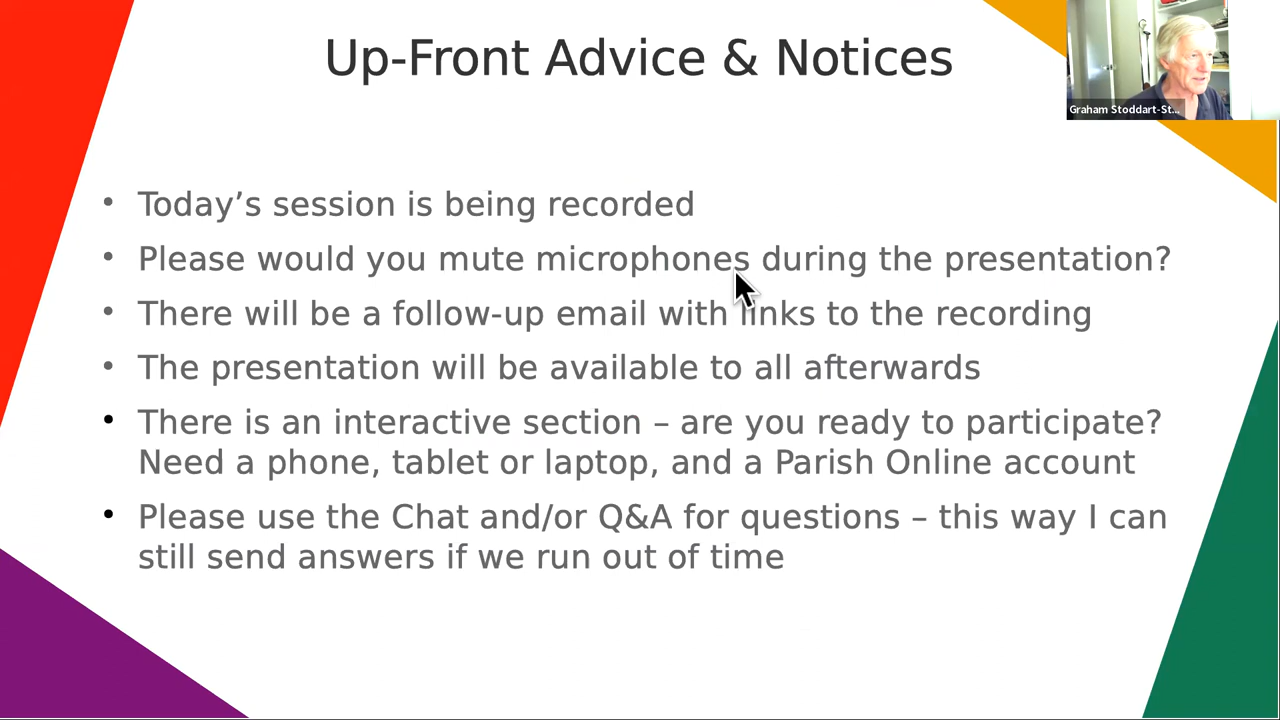 Up-Front Advice & Notices
Graham Stoddart-St...
• Today’s session is being recorded
• Please would you mute microphones during the presentation?
• There will be a follow-up email with links to the recording
• The presentation will be available to all afterwards
• There is an interactive section – are you ready to participate?
Need a phone, tablet or laptop, and a Parish Online account
• Please use the Chat and/or Q&A for questions – this way I can
still send answers if we run out of time